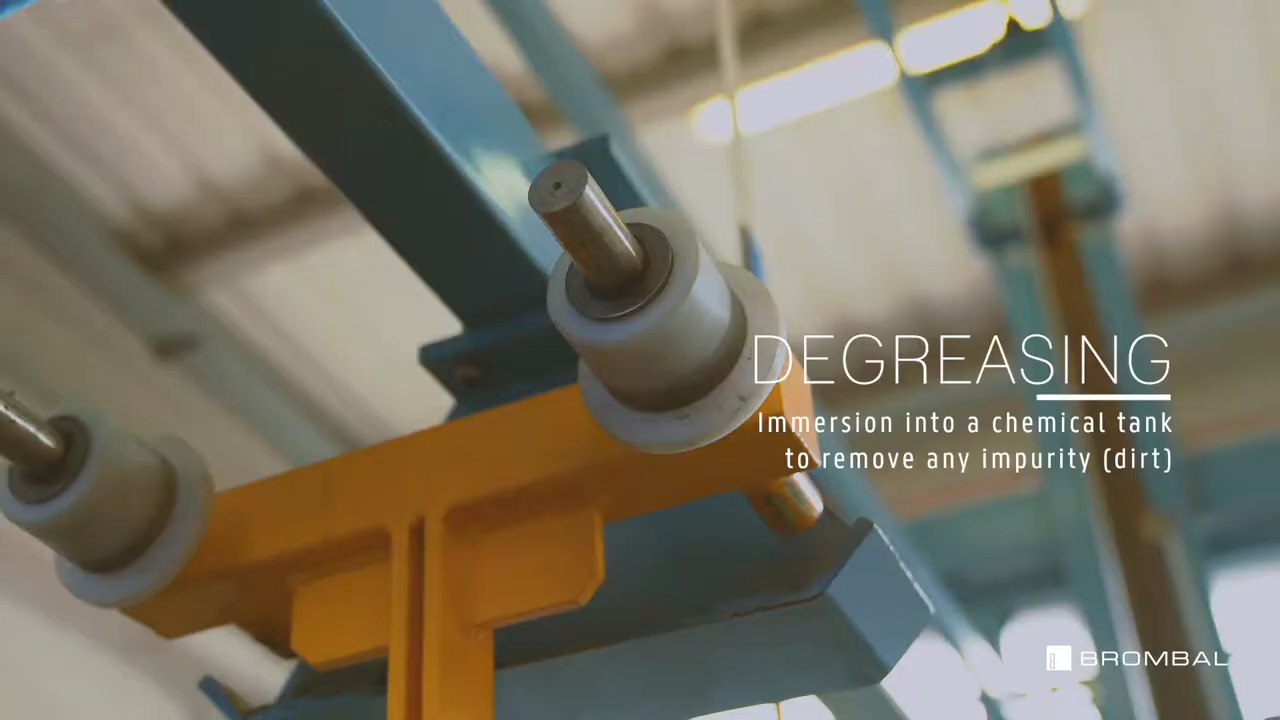 DEGREASING
Immersion into a chemical tank
to remove any impurity (dirt)
BROMBAL